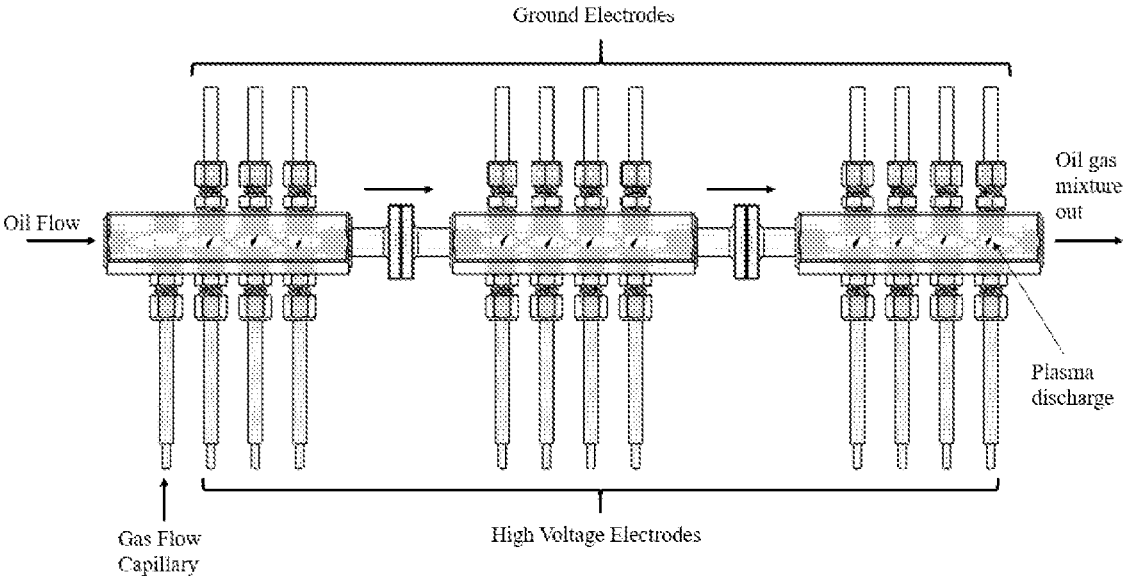 Ground Electrodes
Oil gas
mixture
out
Oil Flow
Plasma
discharge
High Voltage Electrodes
Gas Flow
Capillary